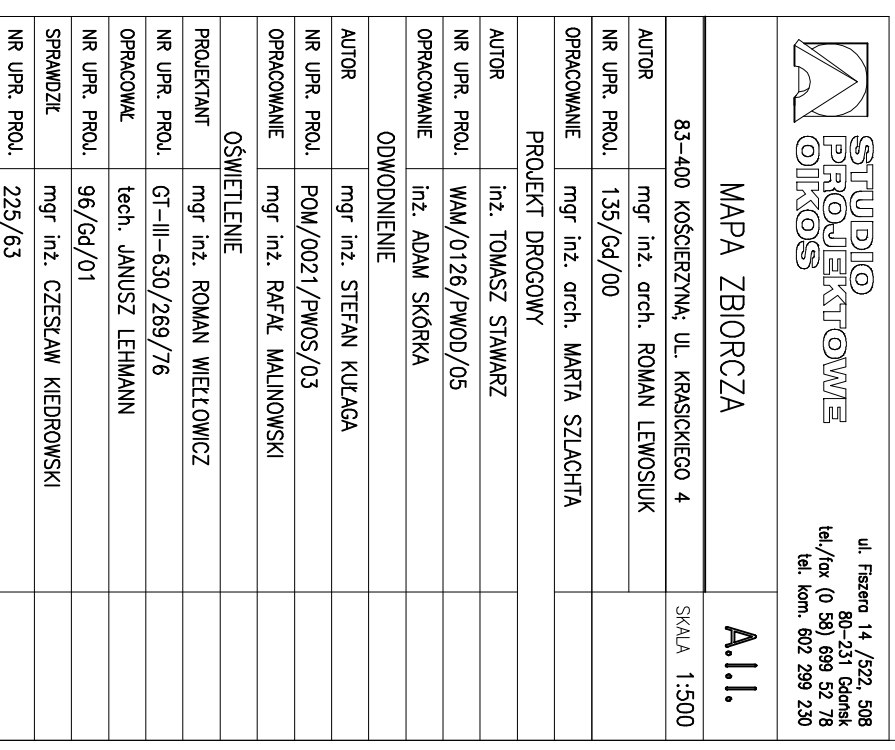 STUDIO
PROJEKTOWE
OIKOS
ul. Fiszera 14 /522, 508
80-231 Gdańsk
tel./fax (0 58) 699 52 78
tel. kom. 602 299 230
MAPA ZBIORCZA
A.I.I.
83-400 KOŚCIERZYNA; UL. KRASICKIEGO 4
SKALA 1:500
AUTOR mgr inż. arch. ROMAN LEWOSIUK
NR UPR. PROJ. 135/Gd/00
OPRACOWANIE mgr inż. arch. MARTA SZLACHTA
PROJEKT DROGOWY
AUTOR inż. TOMASZ STAWARZ
NR UPR. PROJ. WAM/0126/PWOD/05
OPRACOWANIE inż. ADAM SKÓRKA
ODWODNIENIE
AUTOR mgr inż. STEFAN KUŁAGA
NR UPR. PROJ. POM/0021/PWOS/03
OPRACOWANIE mgr inż. RAFAŁ MALINOWSKI
OŚWIETLENIE
PROJEKTANT mgr inż. ROMAN WIEŁŁOWICZ
NR UPR. PROJ. GT-III-630/269/76
OPRACOWAŁ tech. JANUSZ LEHMANN
NR UPR. PROJ. 96/Gd/01
SPRAWDZIŁ mgr inż. CZESŁAW KIEDROWSKI
NR UPR. PROJ. 225/63